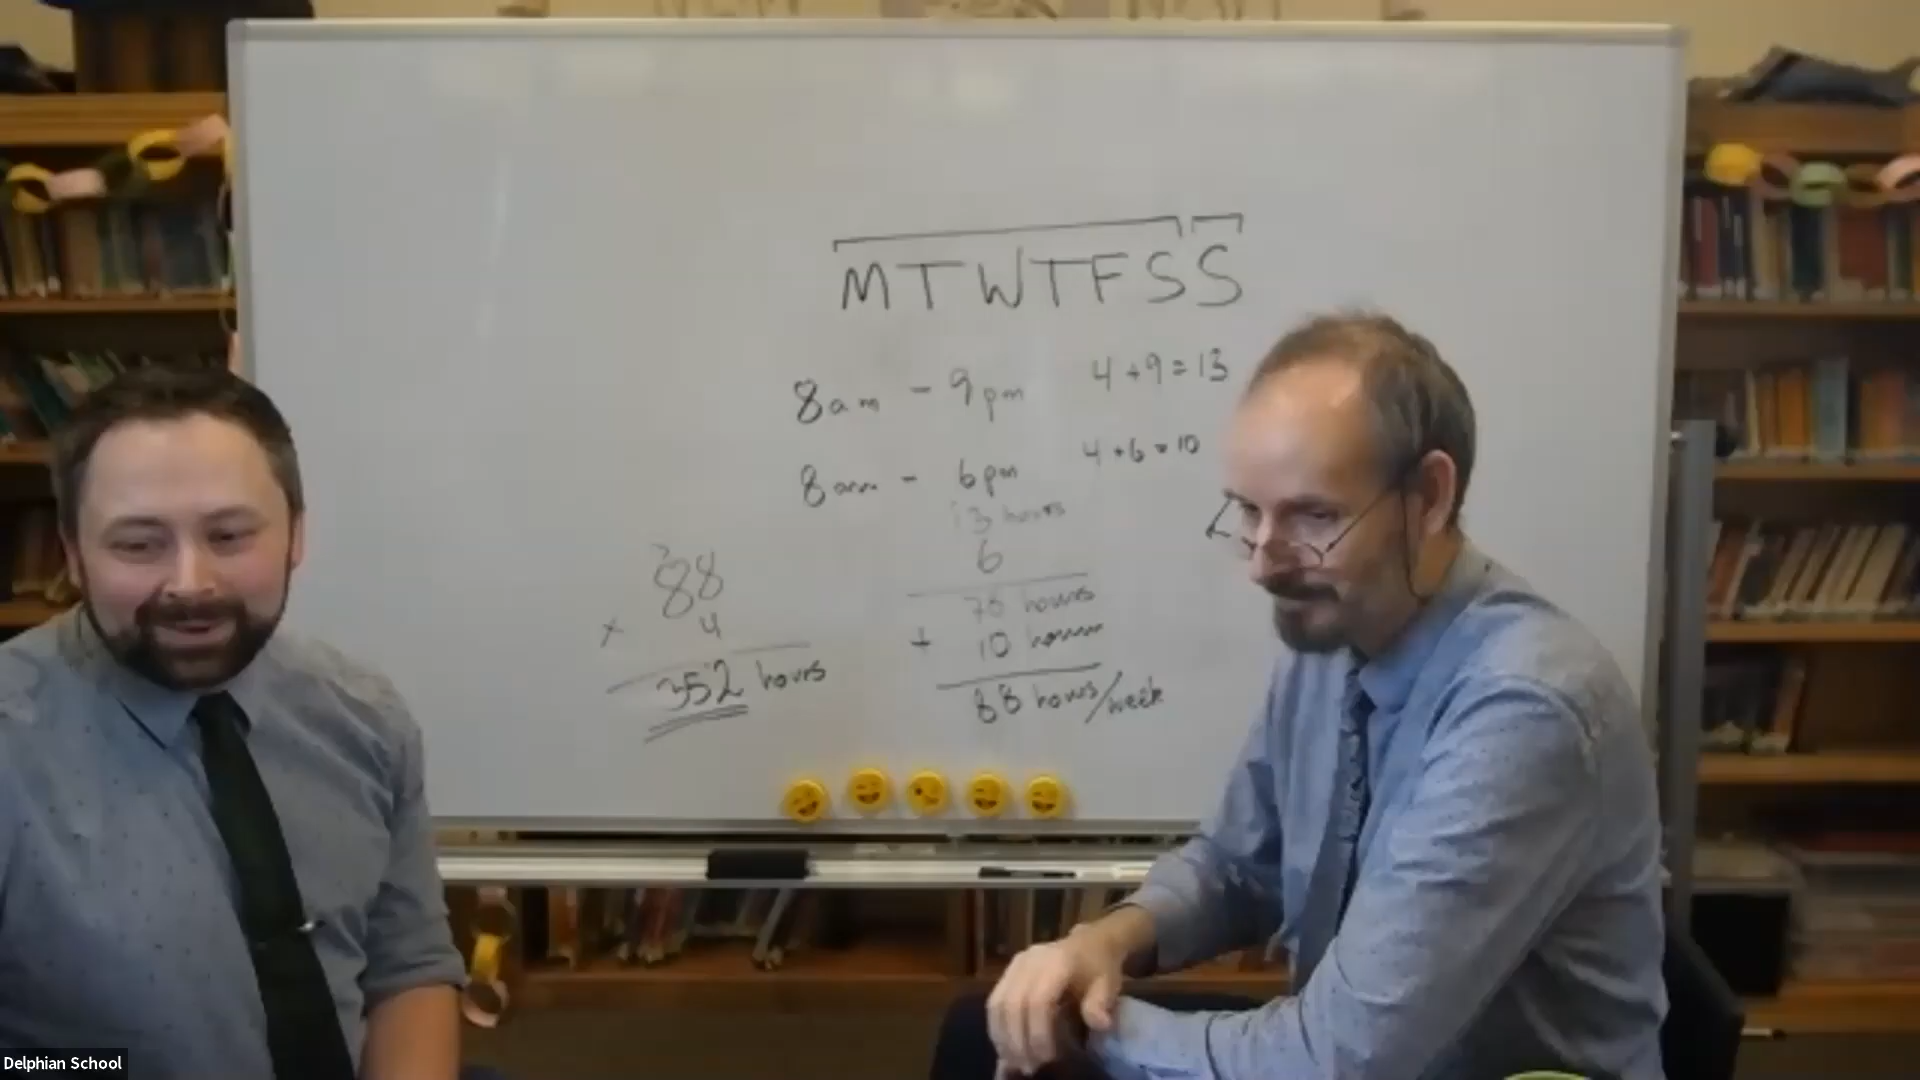 MTWTFSS
8am - 9pm 4+9=13
8am - 6pm 4+6=10
13 hours
6
78 hours
+ 10 hours
88 hours/week
88
x 4
352 hours
Delphian School